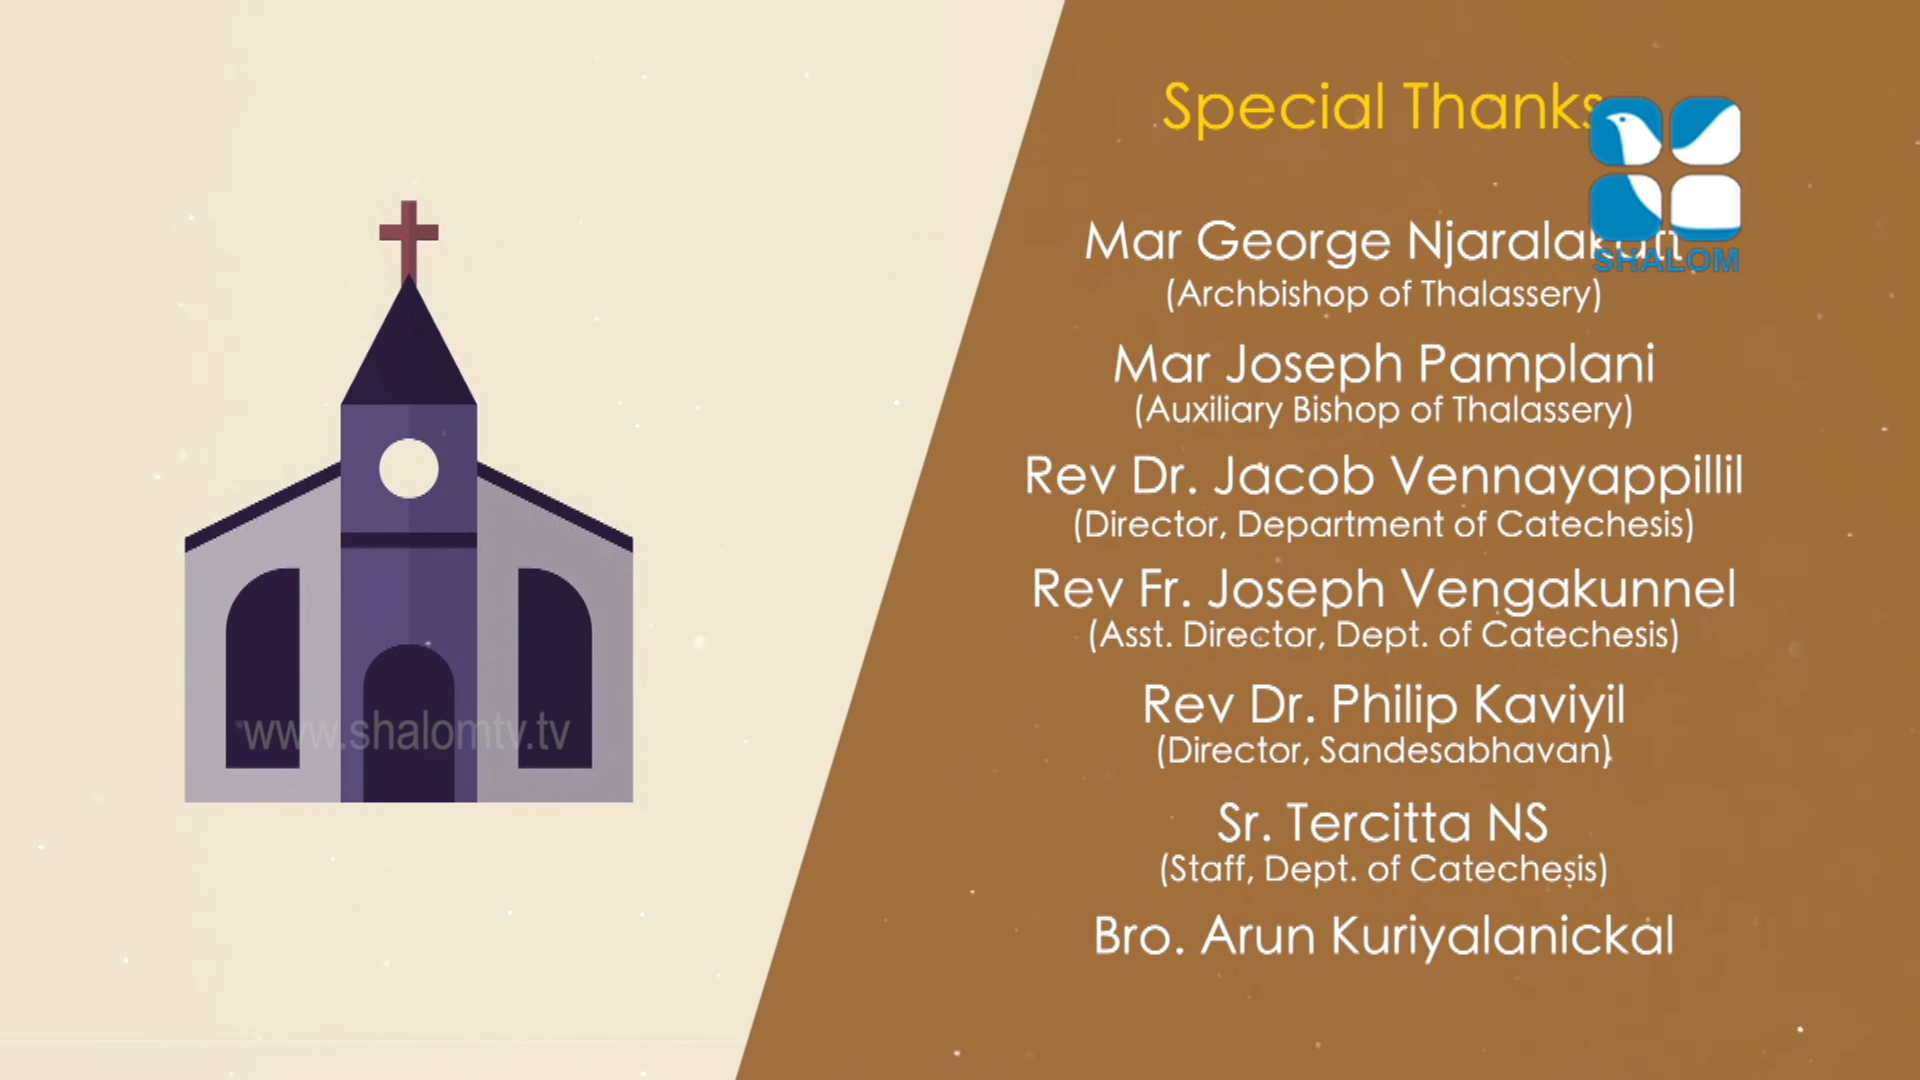 Special Thanks
SHALOM
Mar George
(Archbishop of Thalassery)
Mar Joseph Pamplani
(Auxiliary Bishop of Thalassery)
Rev Dr. Jacob Vennayappillil
(Director, Department of Catechesis)
Rev Fr. Joseph Vengakunnel
(Asst. Director, Dept. of Catechesis)
Rev Dr. Philip Kaviyil
(Director, Sandesabhavan)
Sr. Tercitta NS
(Staff, Dept. of Catechesis)
Bro. Arun Kuriyalanickal
www.shalomtv.tv